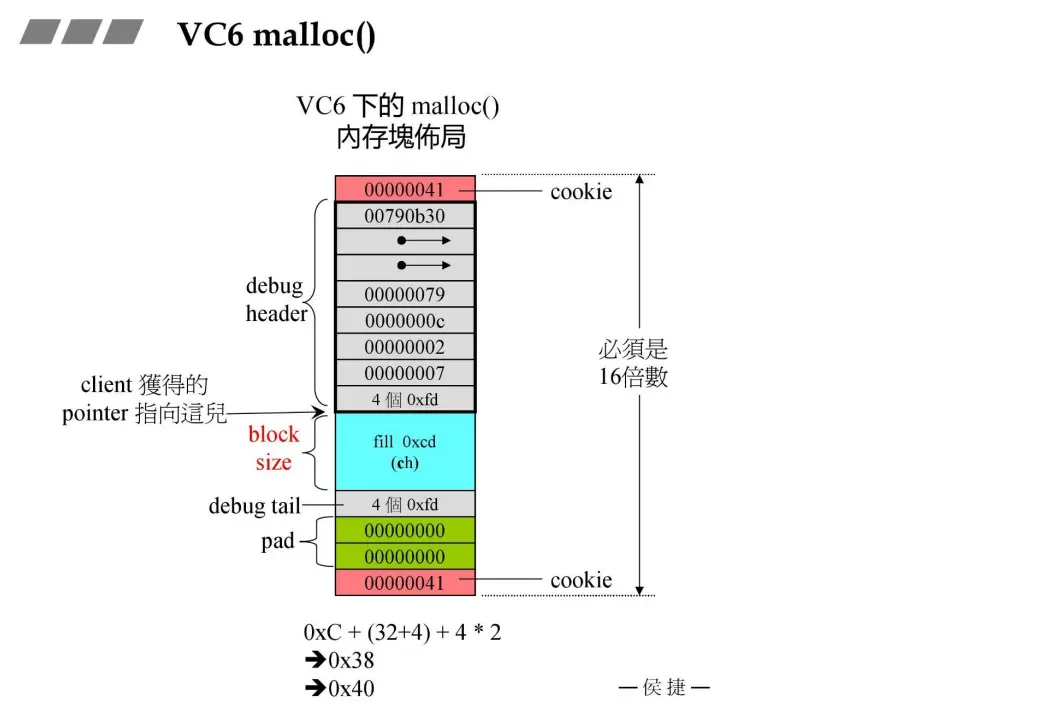 VC6 malloc()
VC6 下的 malloc()
內存塊佈局
00000041
cookie
00790b30
debug
header
00000079
0000000c
00000002
00000007
4 個 0xfd
必須是
16倍數
client 獲得的
pointer 指向這兒
block
size
fill 0xcd
(ch)
debug tail
4 個 0xfd
pad
00000000
00000000
00000041
cookie
0xC + (32+4) + 4 * 2
➔0x38
➔0x40
— 侯 捷 —